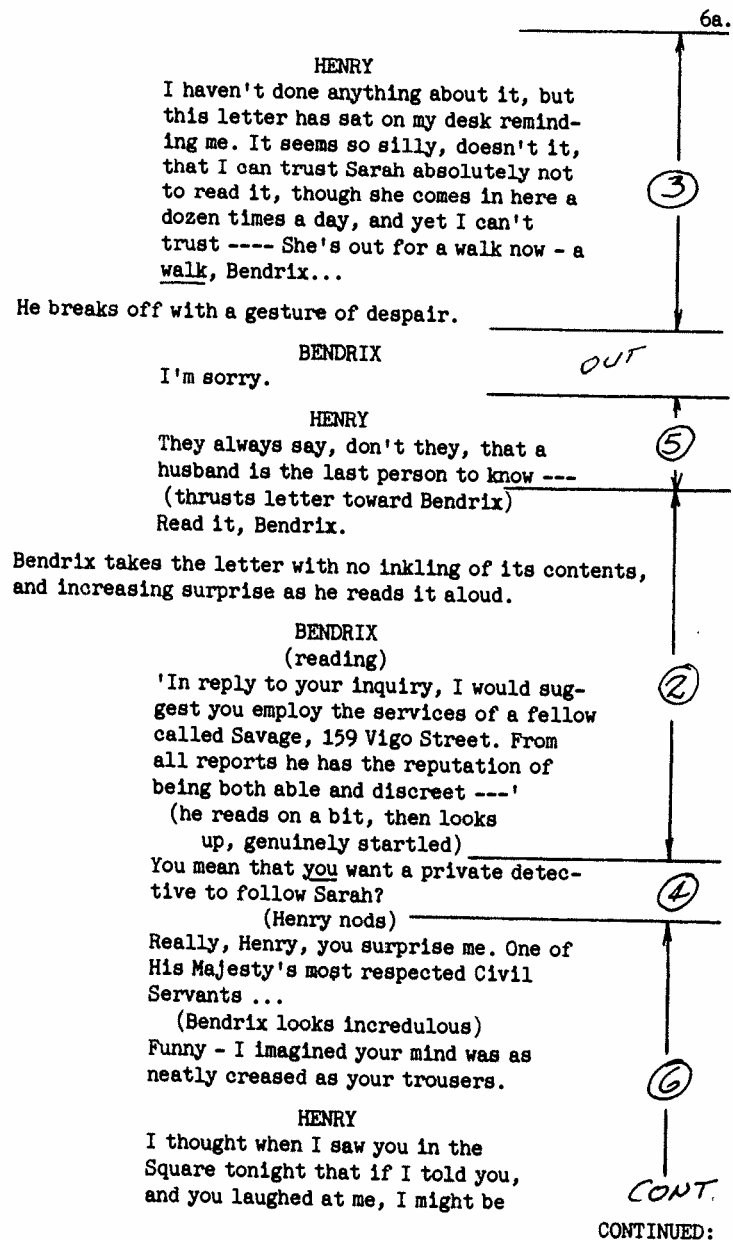 6a.
HENRY
I haven't done anything about it, but
this letter has sat on my desk remind-
ing me. It seems so silly, doesn't it,
that I can trust Sarah absolutely not
to read it, though she comes in here a
dozen times a day, and yet I can't
trust ---- She's out for a walk now - a
walk, Bendrix...
3
He breaks off with a gesture of despair.
BENDRIX
I'm sorry.
OUT
HENRY
They always say, don't they, that a
husband is the last person to know ---
(thrusts letter toward Bendrix)
Read it, Bendrix.
5
Bendrix takes the letter with no inkling of its contents,
and increasing surprise as he reads it aloud.
BENDRIX
(reading)
'In reply to your inquiry, I would sug-
gest you employ the services of a fellow
called Savage, 159 Vigo Street. From
all reports he has the reputation of
being both able and discreet ---'
(he reads on a bit, then looks
up, genuinely startled)
2
You mean that you want a private detec-
tive to follow Sarah?
4
(Henry nods)
Really, Henry, you surprise me. One of
His Majesty's most respected Civil
Servants ...
(Bendrix looks incredulous)
Funny - I imagined your mind was as
neatly creased as your trousers.
6
HENRY
I thought when I saw you in the
Square tonight that if I told you,
and you laughed at me, I might be
CONT.
CONTINUED: